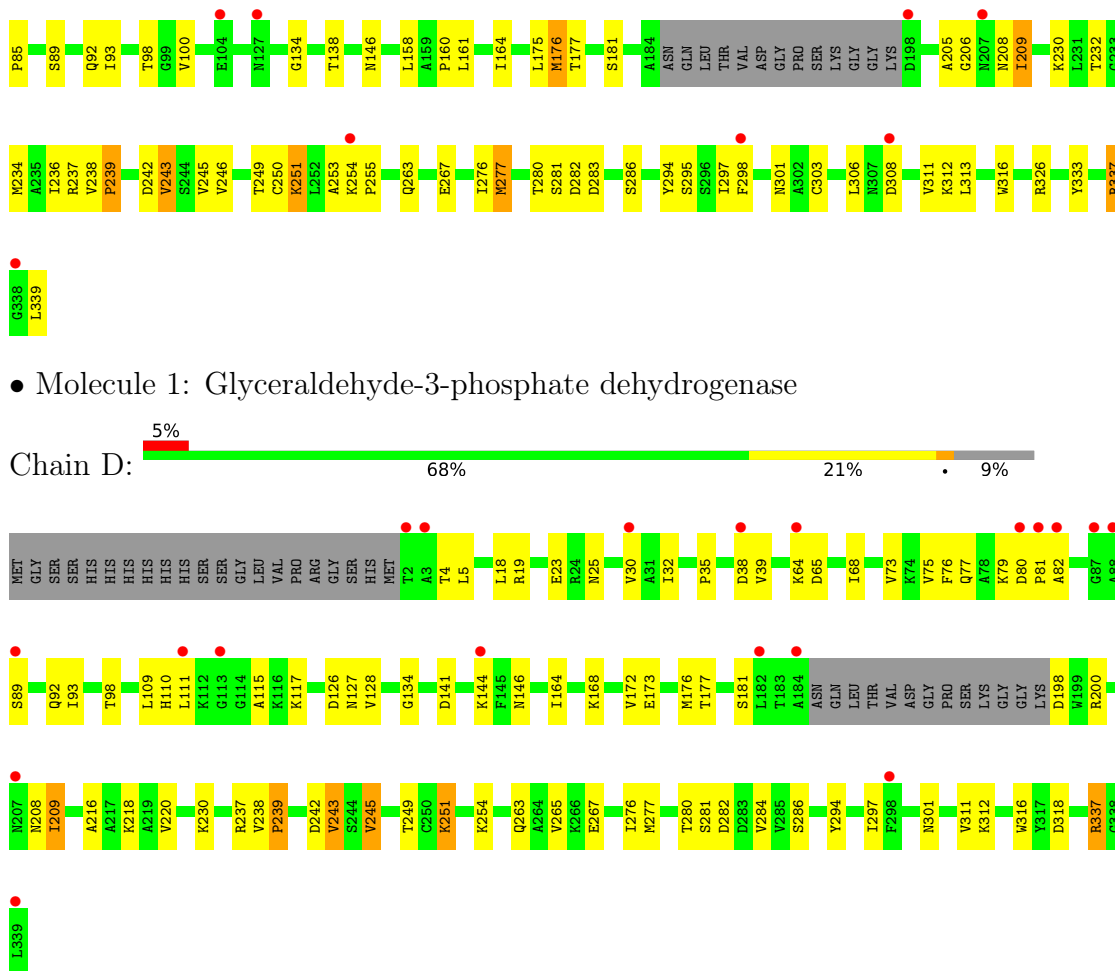 P85 S89 Q92 I93 T98 G99 V100 E104 N127 G134 T138 N146 L158 A159 P160 L161 I164 L175 M176 T177 S181 A184 ASN GLN LEU THR VAL ASP GLY PRO SER LYS GLY GLY LYS D198 A205 G206 N207 N208 I209 K230 L231 T232 G233
M234 A235 I236 R237 V238 P239 D242 V243 S244 V245 V246 T249 C250 K251 L252 A253 K254 P255 Q263 E267 I276 M277 T280 S281 D282 D283 S286 Y294 S295 S296 I297 F298 N301 A302 C303 L306 N307 D308 V311 K312 L313 W316 R326 Y333 R337
G338 L339
• Molecule 1: Glyceraldehyde-3-phosphate dehydrogenase
5%
Chain D:
68% 21% • 9%
MET GLY SER SER HIS HIS HIS HIS HIS HIS SER SER GLY LEU VAL PRO ARG GLY SER HIS MET T2 A3 T4 L5 L18 R19 E23 R24 N25 V30 A31 I32 P35 D38 V39 K64 D65 I68 V73 K74 V75 F76 Q77 A78 K79 D80 P81 A82 G87 A88
S89 Q92 I93 T98 L109 H110 L111 K112 G113 G114 A115 K116 K117 D126 N127 V128 G134 D141 K144 F145 N146 I164 K168 V172 E173 M176 T177 S181 L182 T183 A184 ASN GLN LEU THR VAL ASP GLY PRO SER LYS GLY GLY LYS D198 W199 R200
N207 N208 I209 A216 A217 K218 A219 V220 K230 R237 V238 P239 D242 V243 S244 V245 T249 C250 K251 K254 Q263 A264 V265 K266 E267 I276 M277 T280 S281 D282 D283 V284 V285 S286 Y294 I297 F298 N301 V311 K312 W316 Y317 D318 R337 G338
L339